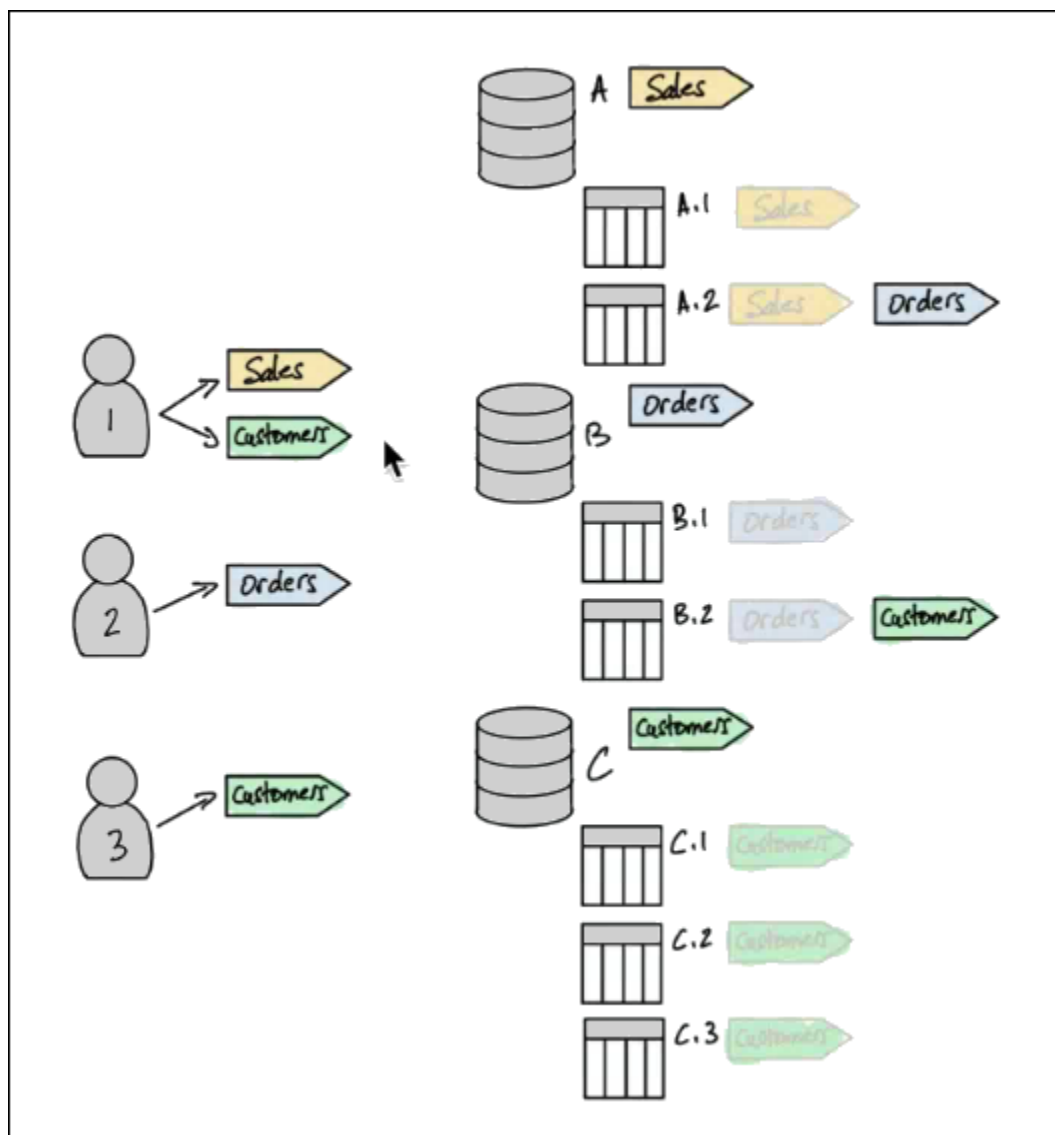 A Sales
A.1 Sales
A.2 Sales Orders
1
Sales
Customers
B
Orders
B.1 Orders
B.2 Orders Customers
2
Orders
C
Customers
3
Customers
C.1 Customers
C.2 Customers
C.3 Customers